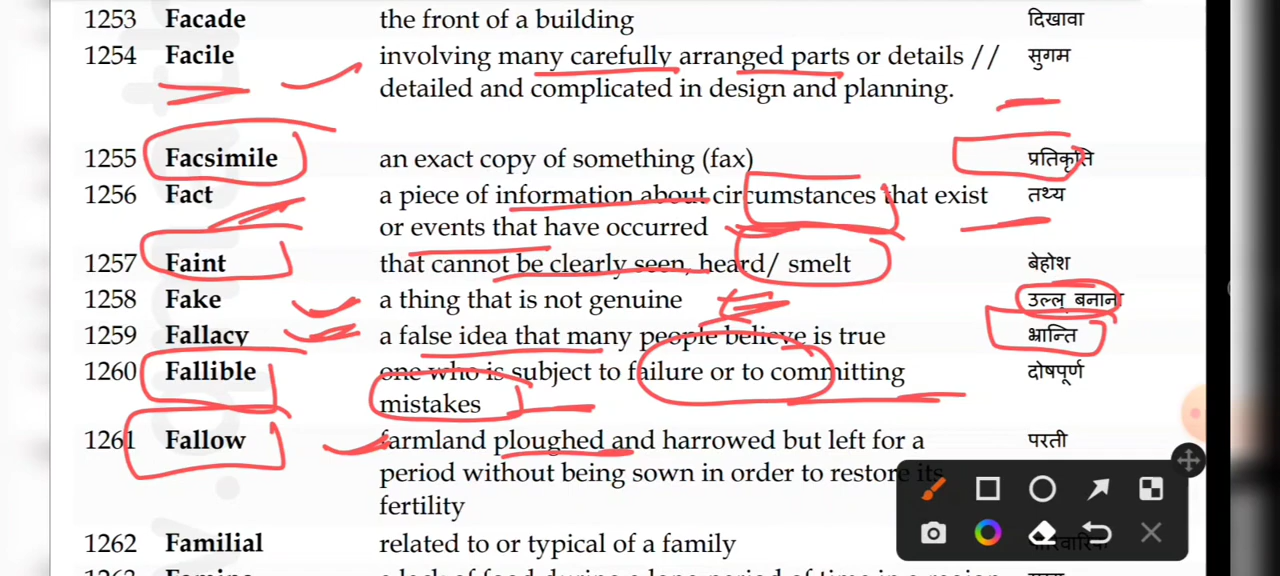 1253 Facade the front of a building दिखावा
1254 Facile involving many carefully arranged parts or details // सुगम
detailed and complicated in design and planning.
1255 Facsimile an exact copy of something (fax) प्रतिकृति
1256 Fact a piece of information about circumstances that exist तथ्य
or events that have occurred
1257 Faint that cannot be clearly seen, heard/ smelt बेहोश
1258 Fake a thing that is not genuine उल्लू बनाना
1259 Fallacy a false idea that many people believe is true भ्रान्ति
1260 Fallible one who is subject to failure or to committing दोषपूर्ण
mistakes
1261 Fallow farmland ploughed and harrowed but left for a परती
period without being sown in order to restore its
fertility
1262 Familial related to or typical of a family